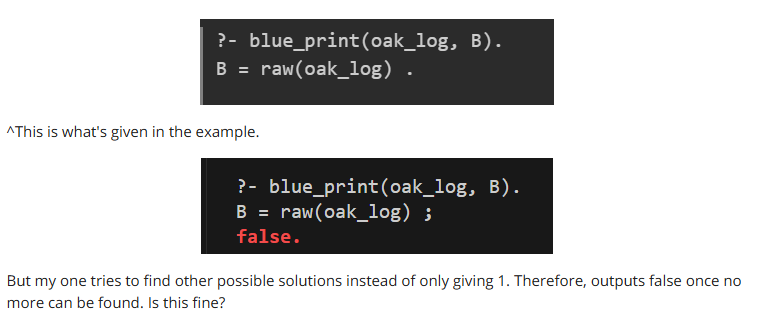 ?- blue_print(oak_log, B).
B = raw(oak_log) .
^This is what's given in the example.
?- blue_print(oak_log, B).
B = raw(oak_log) ;
false.
But my one tries to find other possible solutions instead of only giving 1. Therefore, outputs false once no
more can be found. Is this fine?